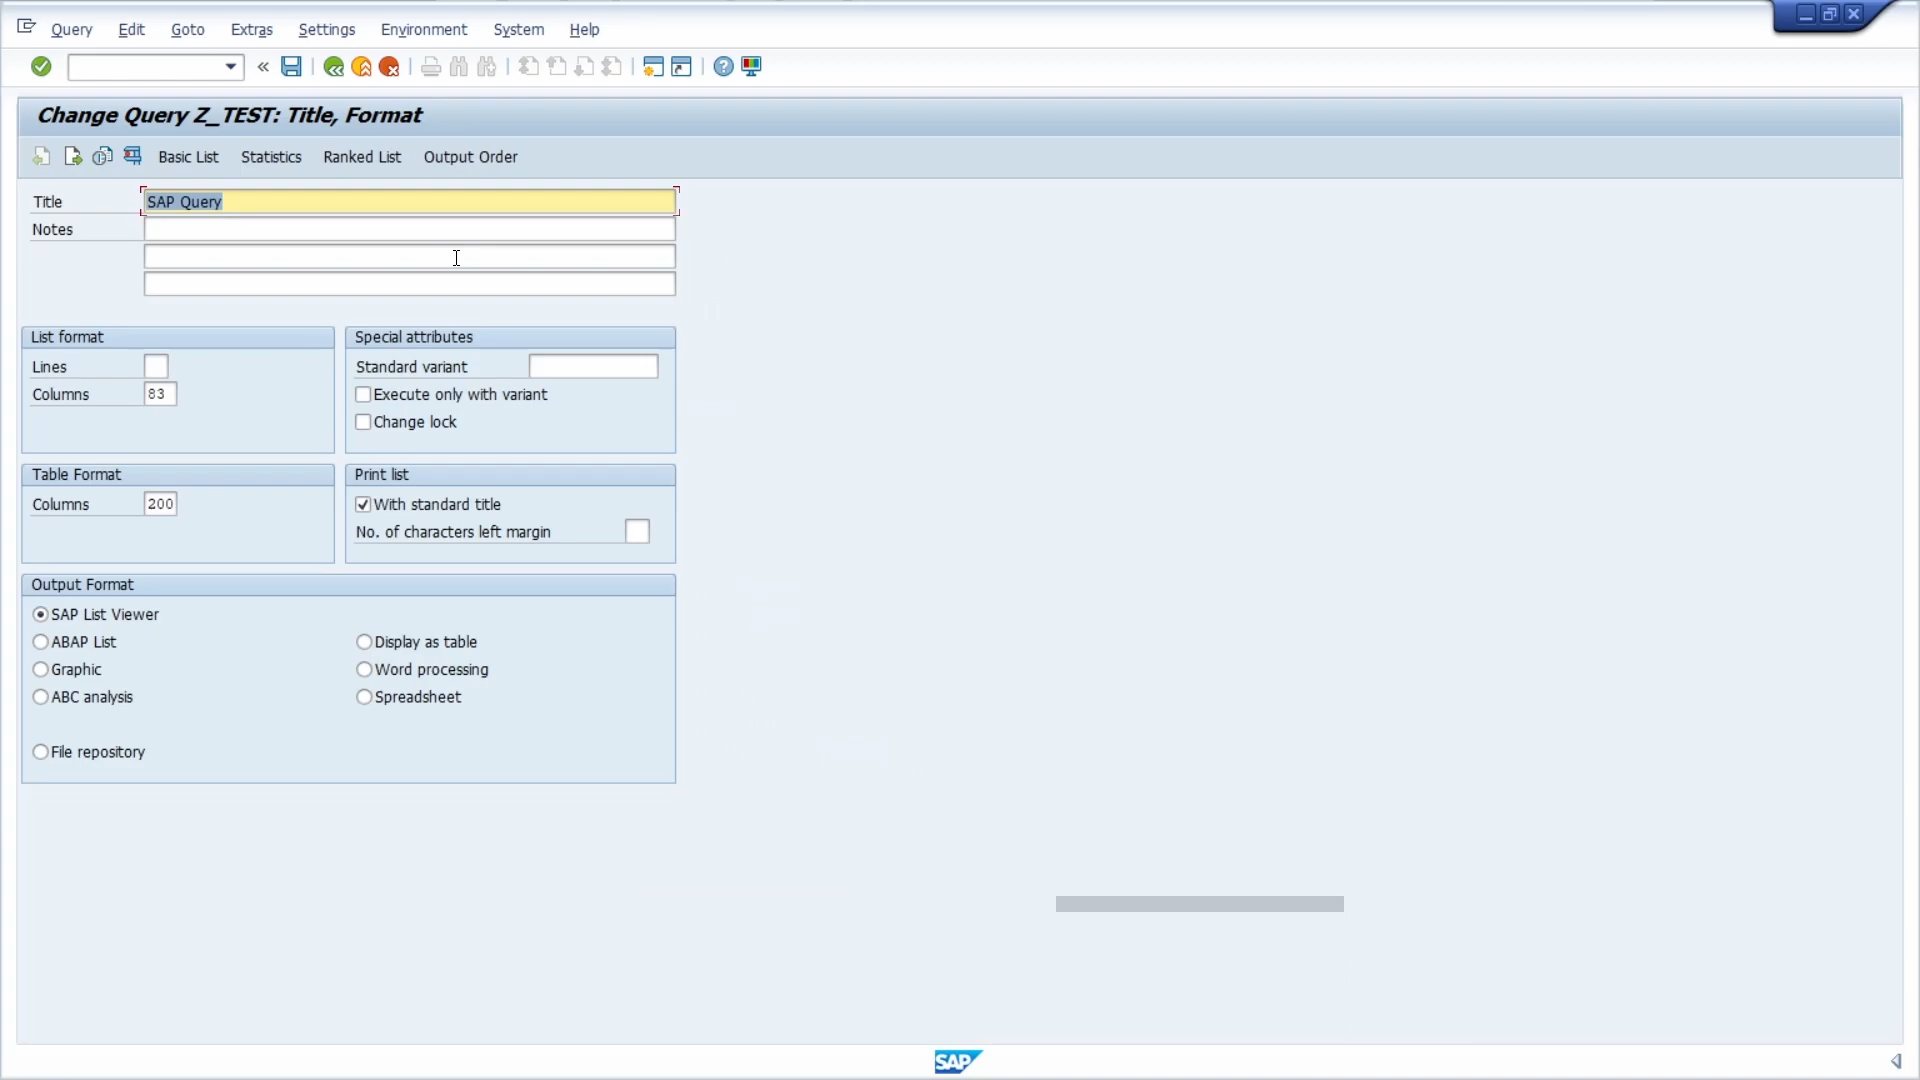 Query Edit Goto Extras Settings Environment System Help
Change Query Z_TEST: Title, Format
Basic List Statistics Ranked List Output Order
Title SAP Query
Notes
List format
Lines
Columns 83
Special attributes
Standard variant
Execute only with variant
Change lock
Table Format
Columns 200
Print list
With standard title
No. of characters left margin
Output Format
SAP List Viewer
ABAP List Display as table
Graphic Word processing
ABC analysis Spreadsheet
File repository
SAP